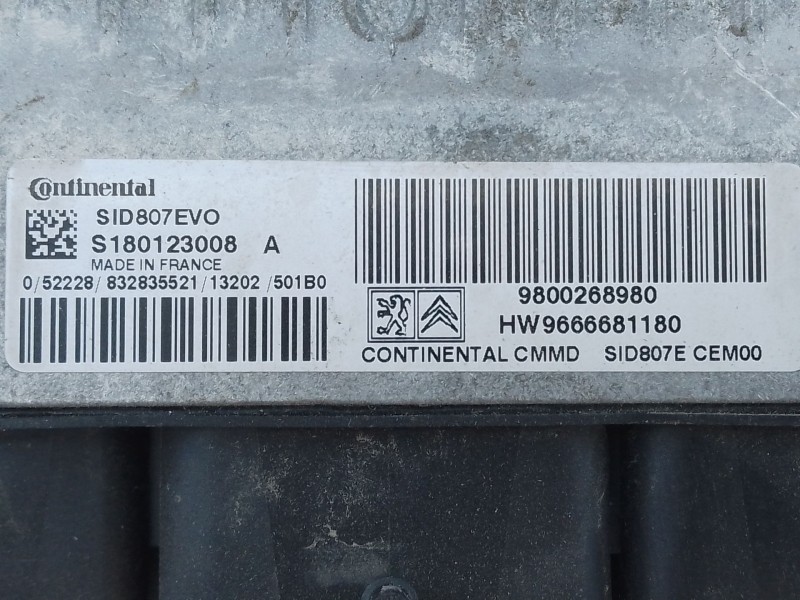 Continental
SID807EVO
S180123008 A
MADE IN FRANCE
0/52228/832835521/13202/501B0
9800268980
HW9666681180
CONTINENTAL CMMD SID807E CEM00